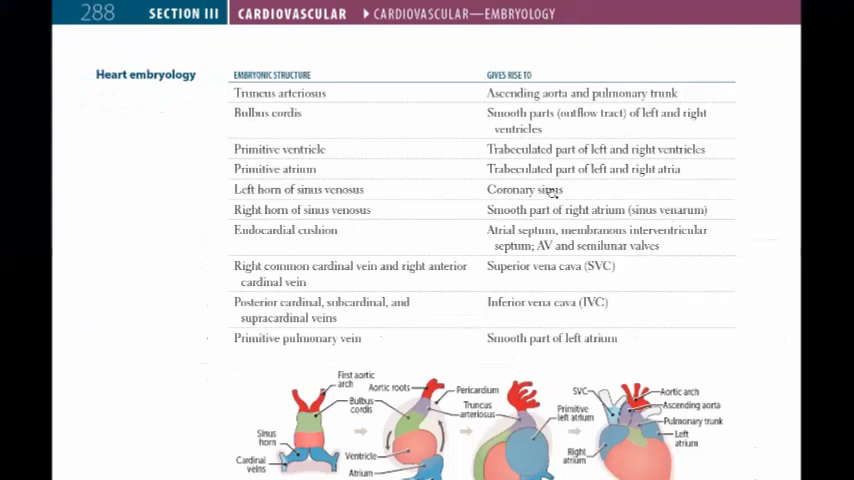 288 SECTION III CARDIOVASCULAR ▶ CARDIOVASCULAR—EMBRYOLOGY
Heart embryology
EMBRYONIC STRUCTURE GIVES RISE TO
Truncus arteriosus Ascending aorta and pulmonary trunk
Bulbus cordis Smooth parts (outflow tract) of left and right
ventricles
Primitive ventricle Trabeculated part of left and right ventricles
Primitive atrium Trabeculated part of left and right atria
Left horn of sinus venosus Coronary sinus
Right horn of sinus venosus Smooth part of right atrium (sinus venarum)
Endocardial cushion Atrial septum, membranous interventricular
septum; AV and semilunar valves
Right common cardinal vein and right anterior Superior vena cava (SVC)
cardinal vein
Posterior cardinal, subcardinal, and Inferior vena cava (IVC)
supracardinal veins
Primitive pulmonary vein Smooth part of left atrium
First aortic
arch
Bulbus
cordis
Sinus
horn
Cardinal
veins
Aortic roots
Pericardium
Truncus
arteriosus
Ventricle
Atrium
Primitive
left atrium
SVC
Aortic arch
Ascending aorta
Pulmonary trunk
Left
atrium
Right
atrium